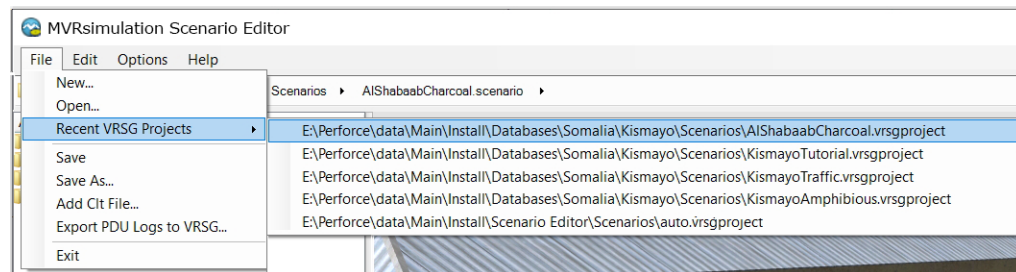 MVRsimulation Scenario Editor
File Edit Options Help
New...
Scenarios AlShabaabCharcoal.scenario
Open...
Recent VRSG Projects
E:\Perforce\data\Main\Install\Databases\Somalia\Kismayo\Scenarios\AlShabaabCharcoal.vrsgproject
Save
E:\Perforce\data\Main\Install\Databases\Somalia\Kismayo\Scenarios\KismayoTutorial.vrsgproject
Save As...
E:\Perforce\data\Main\Install\Databases\Somalia\Kismayo\Scenarios\KismayoTraffic.vrsgproject
Add Clt File...
E:\Perforce\data\Main\Install\Databases\Somalia\Kismayo\Scenarios\KismayoAmphibious.vrsgproject
Export PDU Logs to VRSG...
E:\Perforce\data\Main\Install\Scenario Editor\Scenarios\auto.vrsgproject
Exit